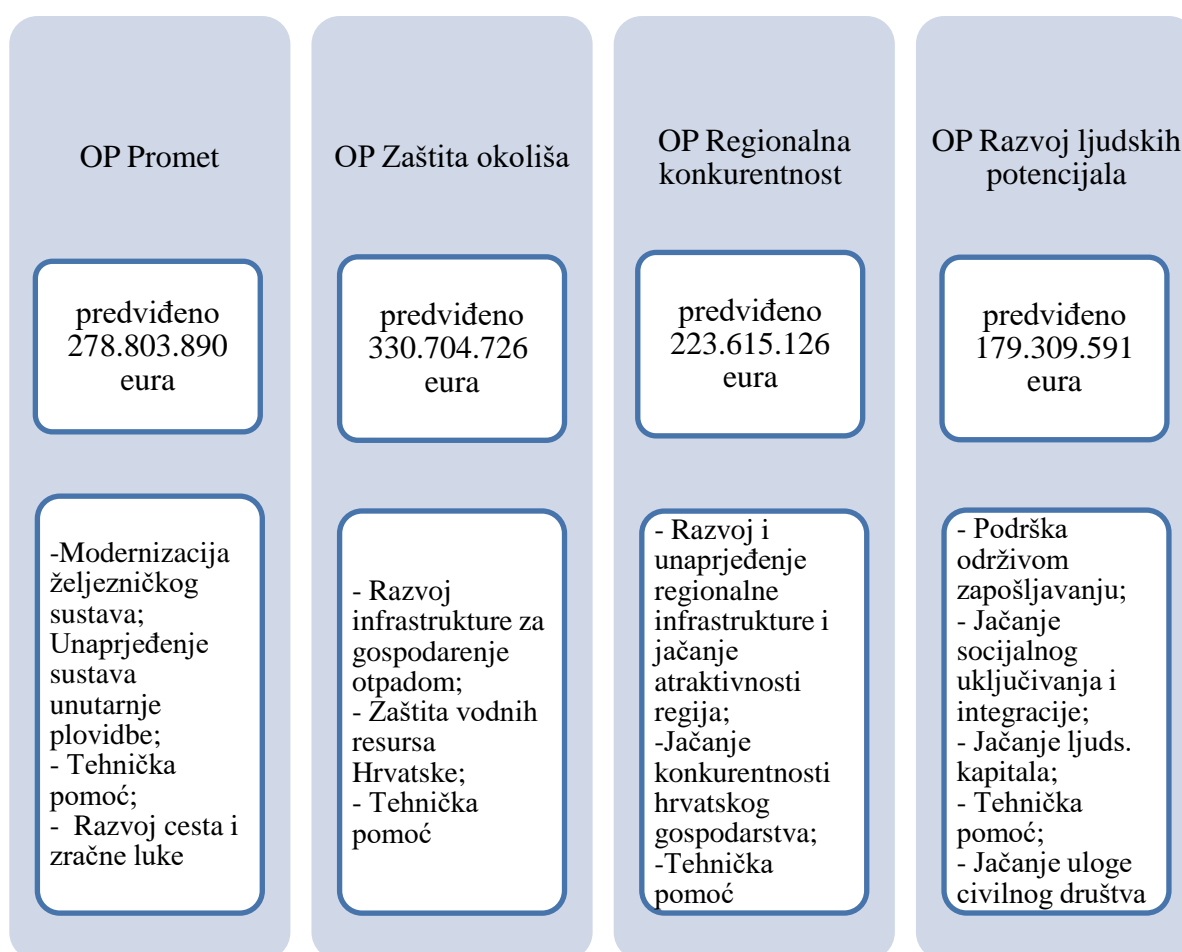 OP Promet
predviđeno
278.803.890
eura
-Modernizacija
željezničkog
sustava;
Unaprjeđenje
sustava
unutarnje
plovidbe;
- Tehnička
pomoć;
-  Razvoj cesta i
zračne luke
OP Zaštita okoliša
predviđeno
330.704.726
eura
- Razvoj
infrastrukture za
gospodarenje
otpadom;
- Zaštita vodnih
resursa
Hrvatske;
- Tehnička
pomoć
OP Regionalna
konkurentnost
predviđeno
223.615.126
eura
- Razvoj i
unaprjeđenje
regionalne
infrastrukture i
jačanje
atraktivnosti
regija;
-Jačanje
konkurentnosti
hrvatskog
gospodarstva;
-Tehnička
pomoć
OP Razvoj ljudskih
potencijala
predviđeno
179.309.591
eura
- Podrška
održivom
zapošljavanju;
- Jačanje
socijalnog
uključivanja i
integracije;
- Jačanje ljuds.
kapitala;
- Tehnička
pomoć;
- Jačanje uloge
civilnog društva